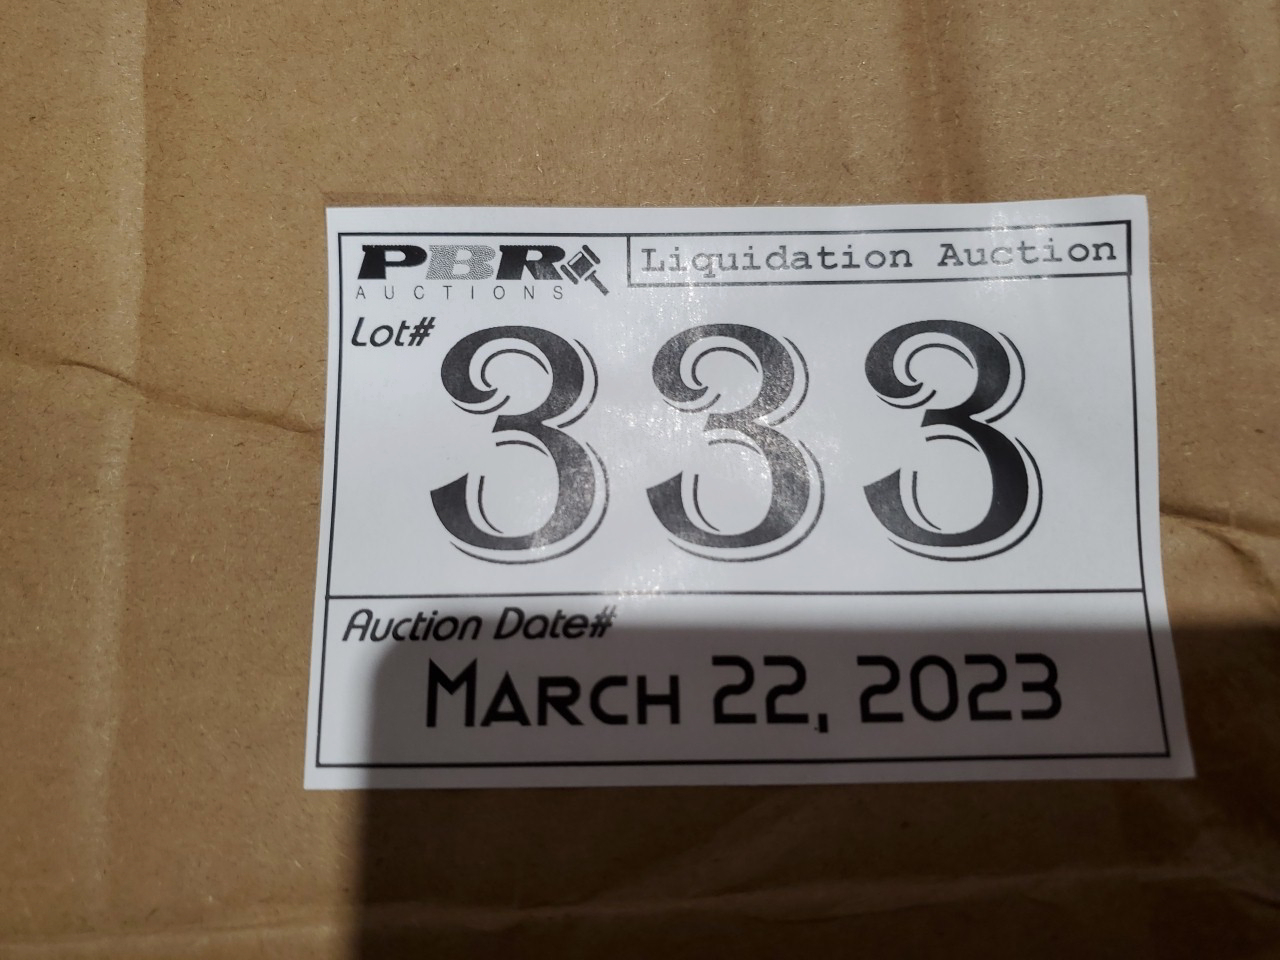 PBR
AUCTIONS
Liquidation Auction
Lot#
333
Auction Date#
MARCH 22, 2023